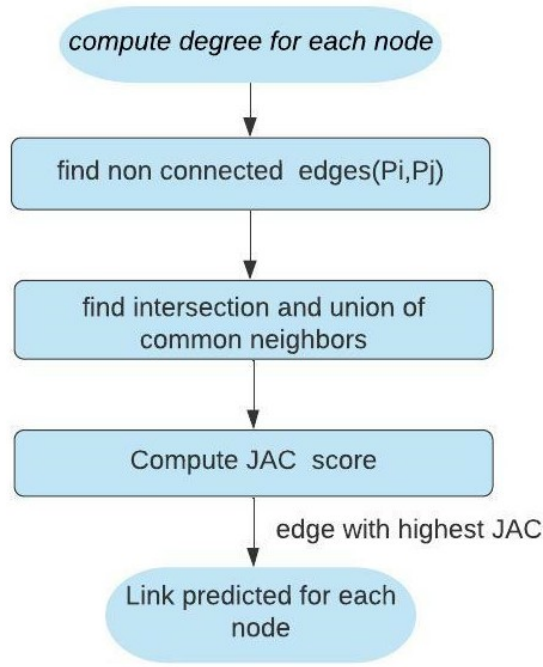 compute degree for each node
find non connected edges(Pi,Pj)
find intersection and union of
common neighbors
Compute JAC score
edge with highest JAC
Link predicted for each
node